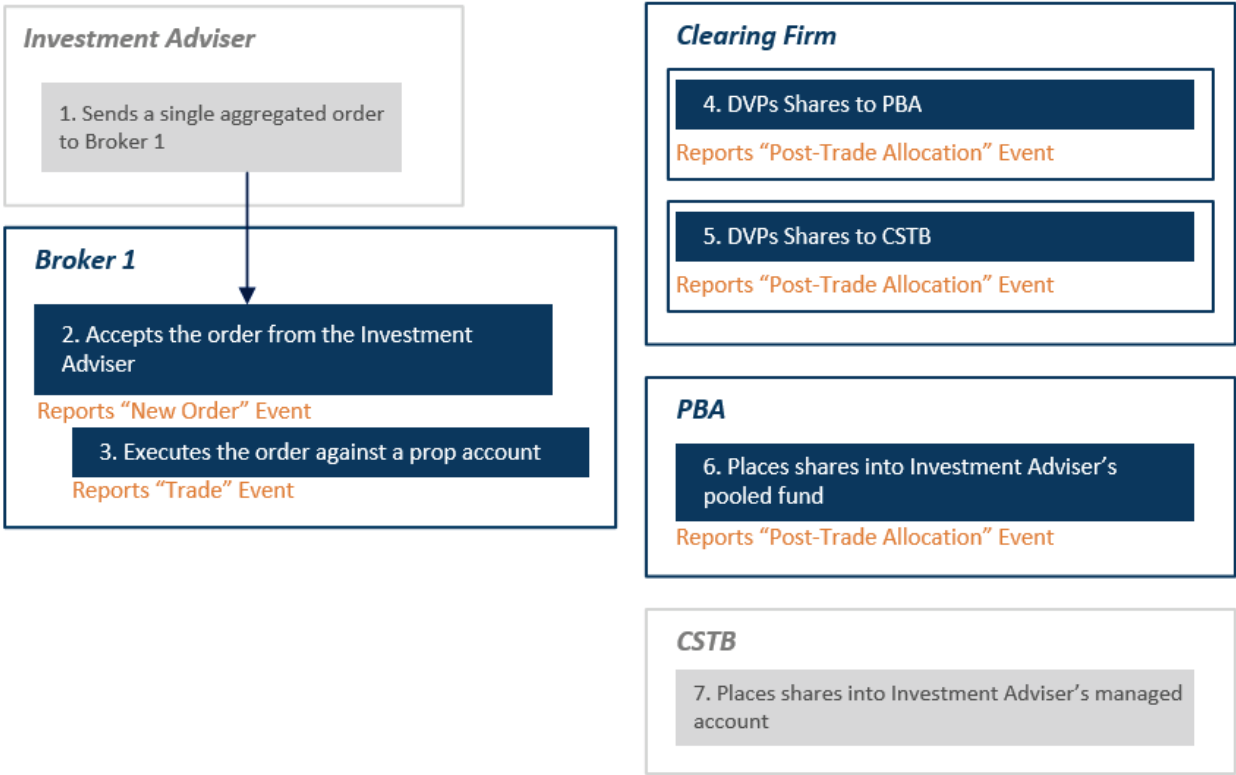 Investment Adviser
1. Sends a single aggregated order
to Broker 1
Broker 1
2. Accepts the order from the Investment
Adviser
Reports “New Order” Event
3. Executes the order against a prop account
Reports “Trade” Event
Clearing Firm
4. DVPs Shares to PBA
Reports “Post-Trade Allocation” Event
5. DVPs Shares to CSTB
Reports “Post-Trade Allocation” Event
PBA
6. Places shares into Investment Adviser’s
pooled fund
Reports “Post-Trade Allocation” Event
CSTB
7. Places shares into Investment Adviser’s managed
account